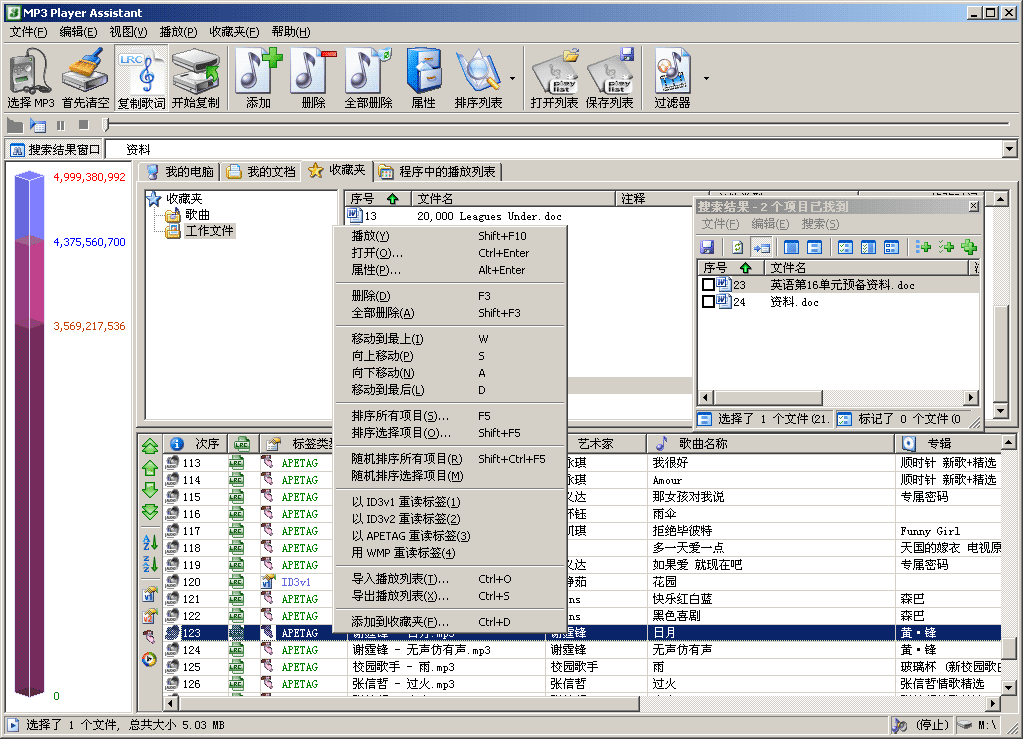 MP3 Player Assistant
文件(F) 编辑(E) 视图(V) 播放(P) 收藏夹(F) 帮助(H)
选择 MP3 首先清空 复制歌词 开始复制 添加 删除 全部删除 属性 排序列表 打开列表 保存列表 过滤器
搜索结果窗口 资料
4,999,380,992
4,375,560,700
3,569,217,536
0
我的电脑 我的文档 收藏夹 程序中的播放列表
收藏夹
歌曲
工作文件
序号 文件名 注释
13 20,000 Leagues Under.doc
搜索结果 - 2 个项目已找到
文件(F) 编辑(E) 搜索(S)
序号 文件名
23 英语第16单元预备资料.doc
24 资料.doc
选择了 1 个文件(21. 标记了 0 个文件(0
播放(Y) Shift+F10
打开(O)... Ctrl+Enter
属性(P)... Alt+Enter
删除(D) F3
全部删除(A) Shift+F3
移动到最上(I) W
向上移动(P) S
向下移动(N) A
移动到最后(L) D
排序所有项目(S)... F5
排序选择项目(O)... Shift+F5
随机排序所有项目(R) Shift+Ctrl+F5
随机排序选择项目(M)
以 ID3v1 重读标签(1)
以 ID3v2 重读标签(2)
以 APETAG 重读标签(3)
用 WMP 重读标签(4)
导入播放列表(T)... Ctrl+O
导出播放列表(X)... Ctrl+S
添加到收藏夹(F)... Ctrl+D
次序 标签类 艺术家 歌曲名称 专辑
113 APETAG 永琪 我很好 顺时针 新歌+精选
114 APETAG 永琪 Amour 顺时针 新歌+精选
115 APETAG 义达 那女孩对我说 专属密码
116 APETAG 钰 雨伞
117 APETAG 凯琪 拒绝毕彼特 Funny Girl
118 APETAG 多一天爱一点 天国的嫁衣 电视原
119 APETAG 义达 如果爱 就现在吧 专属密码
120 ID3v1 静茹 花园
121 APETAG ns 快乐红白蓝 森巴
122 APETAG ns 黑色喜剧 森巴
123 APETAG 谢霆锋 - 日月.mp3 谢霆锋 日月 黄·锋
124 APETAG 谢霆锋 - 无声仿有声.mp3 谢霆锋 无声仿有声 黄·锋
125 APETAG 校园歌手 - 雨.mp3 校园歌手 雨 玻璃杯 (新校园歌曲
126 APETAG 张信哲 - 过火.mp3 张信哲 过火 张信哲情歌精选
选择了 1 个文件, 总共大小 5.03 MB (停止) M:\